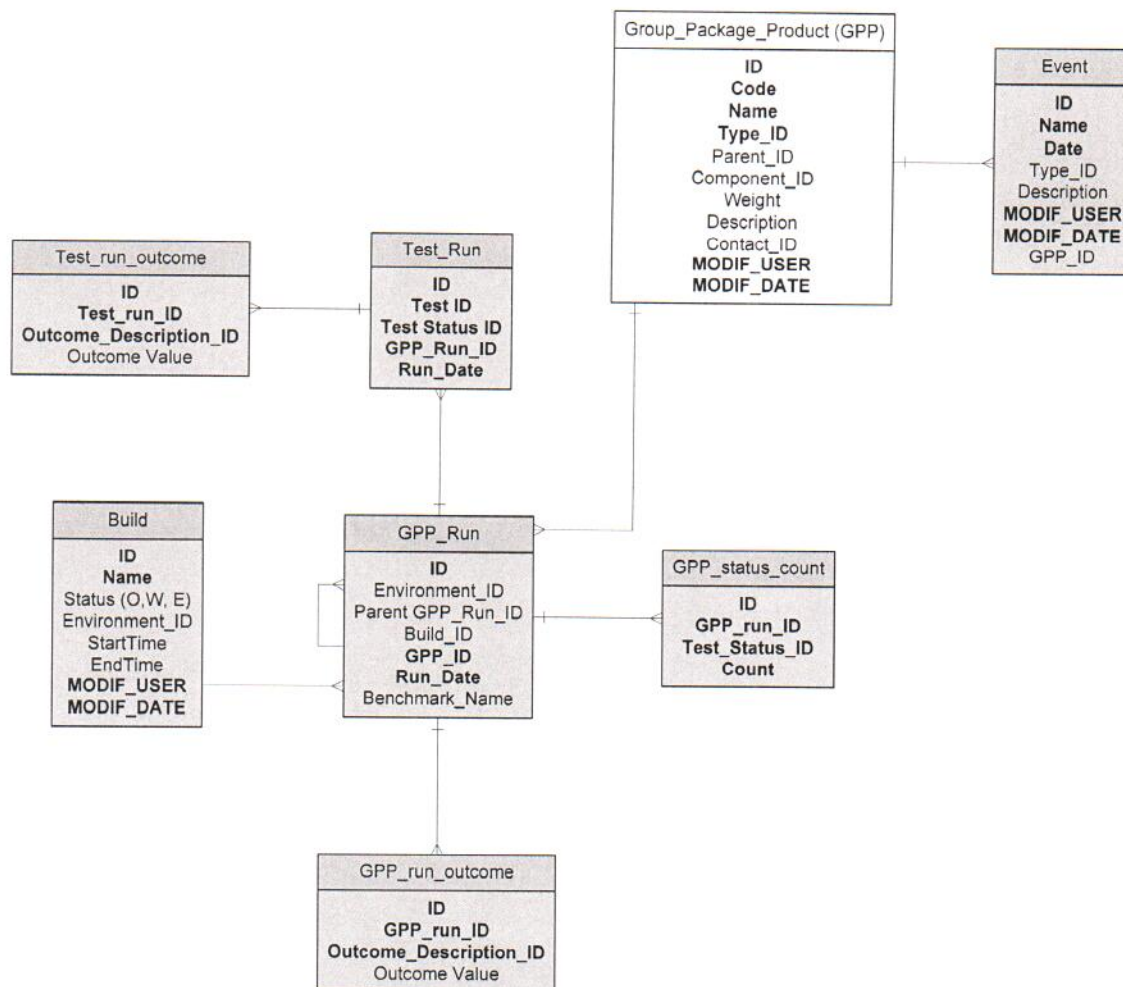 Group_Package_Product (GPP)
ID
Code
Name
Type_ID
Parent_ID
Component_ID
Weight
Description
Contact_ID
MODIF_USER
MODIF_DATE
Event
ID
Name
Date
Type_ID
Description
MODIF_USER
MODIF_DATE
GPP_ID
Test_run_outcome
ID
Test_run_ID
Outcome_Description_ID
Outcome Value
Test_Run
ID
Test ID
Test Status ID
GPP_Run_ID
Run_Date
Build
ID
Name
Status (O,W, E)
Environment_ID
StartTime
EndTime
MODIF_USER
MODIF_DATE
GPP_Run
ID
Environment_ID
Parent GPP_Run_ID
Build_ID
GPP_ID
Run_Date
Benchmark_Name
GPP_status_count
ID
GPP_run_ID
Test_Status_ID
Count
GPP_run_outcome
ID
GPP_run_ID
Outcome_Description_ID
Outcome Value